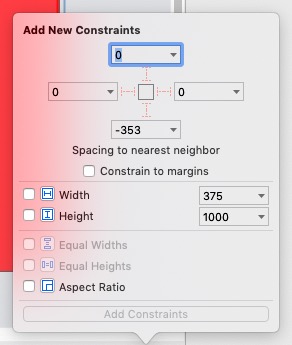 Add New Constraints
0
0 0
-353
Spacing to nearest neighbor
Constrain to margins
Width 375
Height 1000
Equal Widths
Equal Heights
Aspect Ratio
Add Constraints